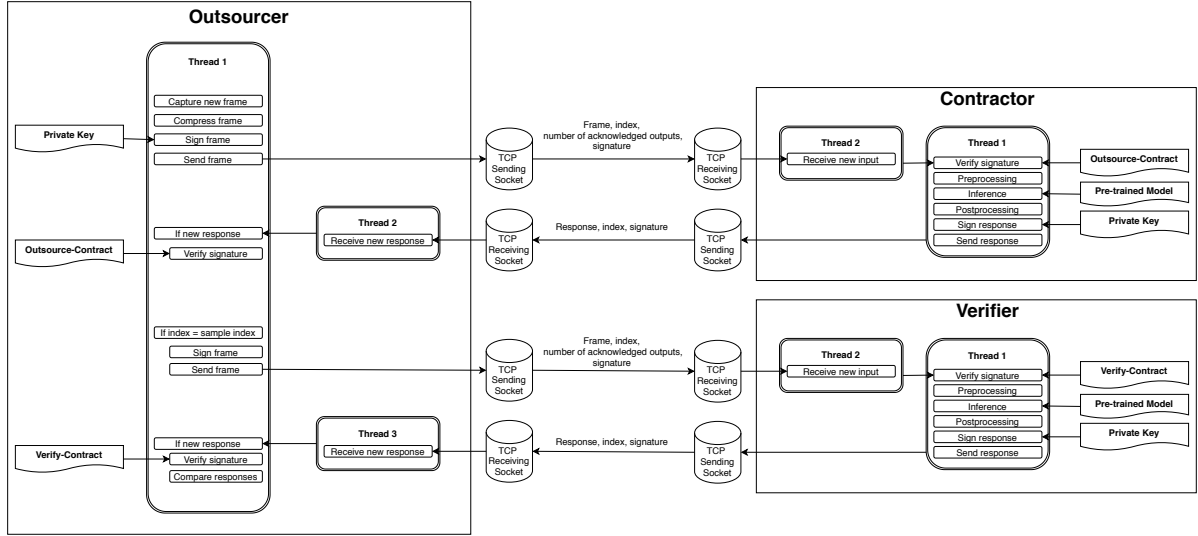 Outsourcer
Thread 1
Capture new frame
Compress frame
Private Key
Sign frame
Send frame
TCP
Sending
Socket
Frame, index,
number of acknowledged outputs,
signature
TCP
Receiving
Socket
Contractor
Thread 2
Receive new input
Thread 1
Verify signature
Outsource-Contract
Preprocessing
Inference
Pre-trained Model
Postprocessing
Sign response
Private Key
Send response
If new response
Thread 2
Receive new response
TCP
Receiving
Socket
Response, index, signature
TCP
Sending
Socket
Outsource-Contract
Verify signature
If index = sample index
Sign frame
Send frame
TCP
Sending
Socket
Frame, index,
number of acknowledged outputs,
signature
TCP
Receiving
Socket
Verifier
Thread 2
Receive new input
Thread 1
Verify signature
Verify-Contract
Preprocessing
Inference
Pre-trained Model
Postprocessing
Sign response
Private Key
Send response
If new response
Thread 3
Receive new response
TCP
Receiving
Socket
Response, index, signature
TCP
Sending
Socket
Verify-Contract
Verify signature
Compare responses